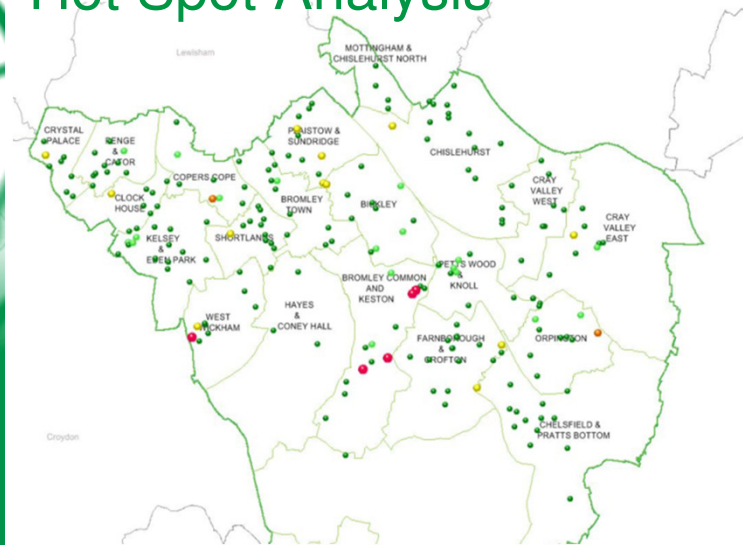 Hot Spot Analysis
Lewisham
MOTTINGHAM &
CHISLEHURST NORTH
CRYSTAL
PALACE
PENGE
&
CATOR
PLAISTOW &
SUNDRIDGE
CHISLEHURST
COPERS COPE
CLOCK
HOUSE
BROMLEY
TOWN
BICKLEY
CRAY
VALLEY
WEST
CRAY
VALLEY
EAST
KELSEY
&
EDEN PARK
SHORTLANDS
BROMLEY COMMON
AND
KESTON
PETTS WOOD
&
KNOLL
WEST
WICKHAM
HAYES
&
CONEY HALL
FARNBOROUGH
&
CROFTON
ORPINGTON
Croydon
CHELSFIELD &
PRATTS BOTTOM